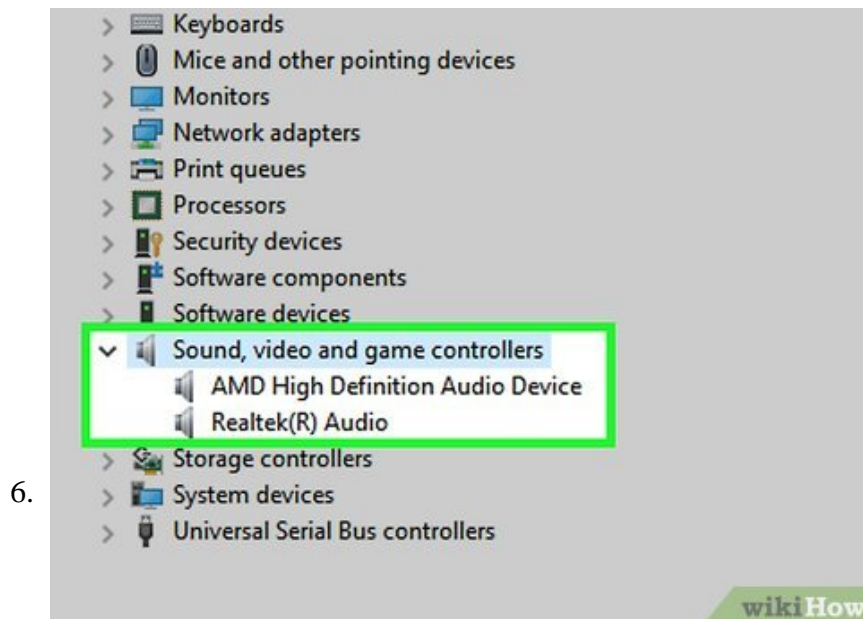 Keyboards
Mice and other pointing devices
Monitors
Network adapters
Print queues
Processors
Security devices
Software components
Software devices
Sound, video and game controllers
AMD High Definition Audio Device
Realtek(R) Audio
Storage controllers
6.
System devices
Universal Serial Bus controllers
wikiHow